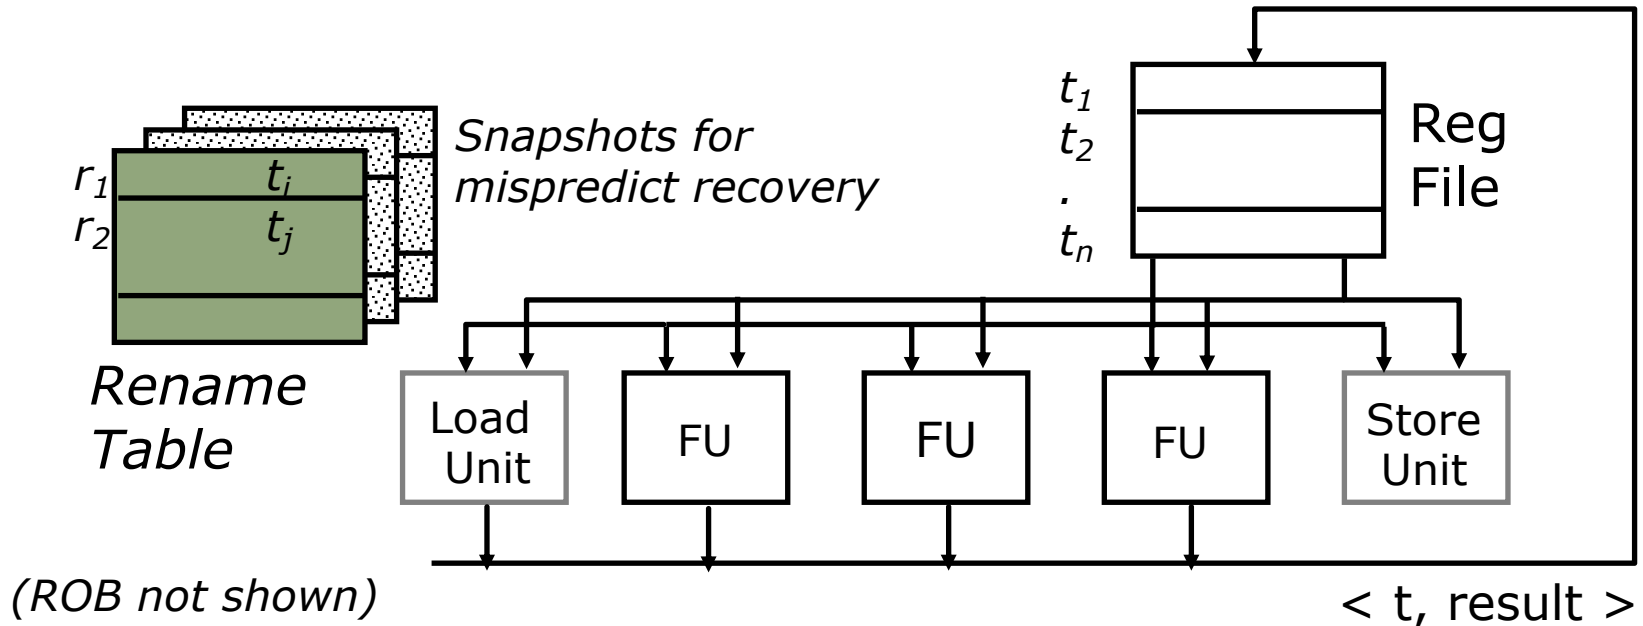 t₁
t₂
.
tₙ
Reg
File
Snapshots for
mispredict recovery
r₁ tᵢ
r₂ tⱼ
Rename
Table
Load
Unit
FU
FU
FU
Store
Unit
(ROB not shown)
< t, result >